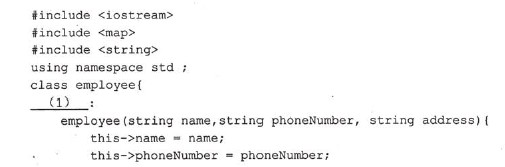 #include <iostream>
#include <map>
#include <string>
using namespace std ;
class employee{
(1) :
employee(string name,string phoneNumber, string address){
this->name = name;
this->phoneNumber = phoneNumber;